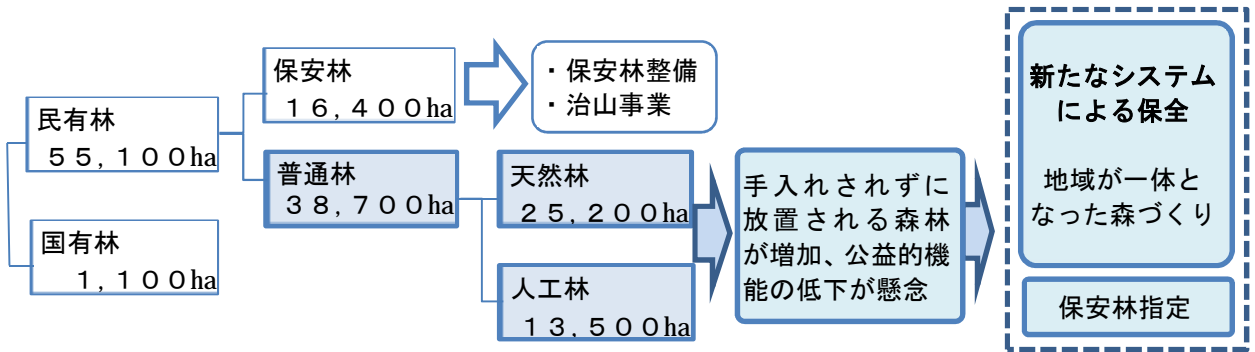 民有林
５５,１００ha
国有林
１,１００ha
保安林
１６,４００ha
・保安林整備
・治山事業
普通林
３８,７００ha
天然林
２５,２００ha
人工林
１３,５００ha
手入れされずに
放置される森林
が増加、公益的機
能の低下が懸念
新たなシステム
による保全
地域が一体と
なった森づくり
保安林指定